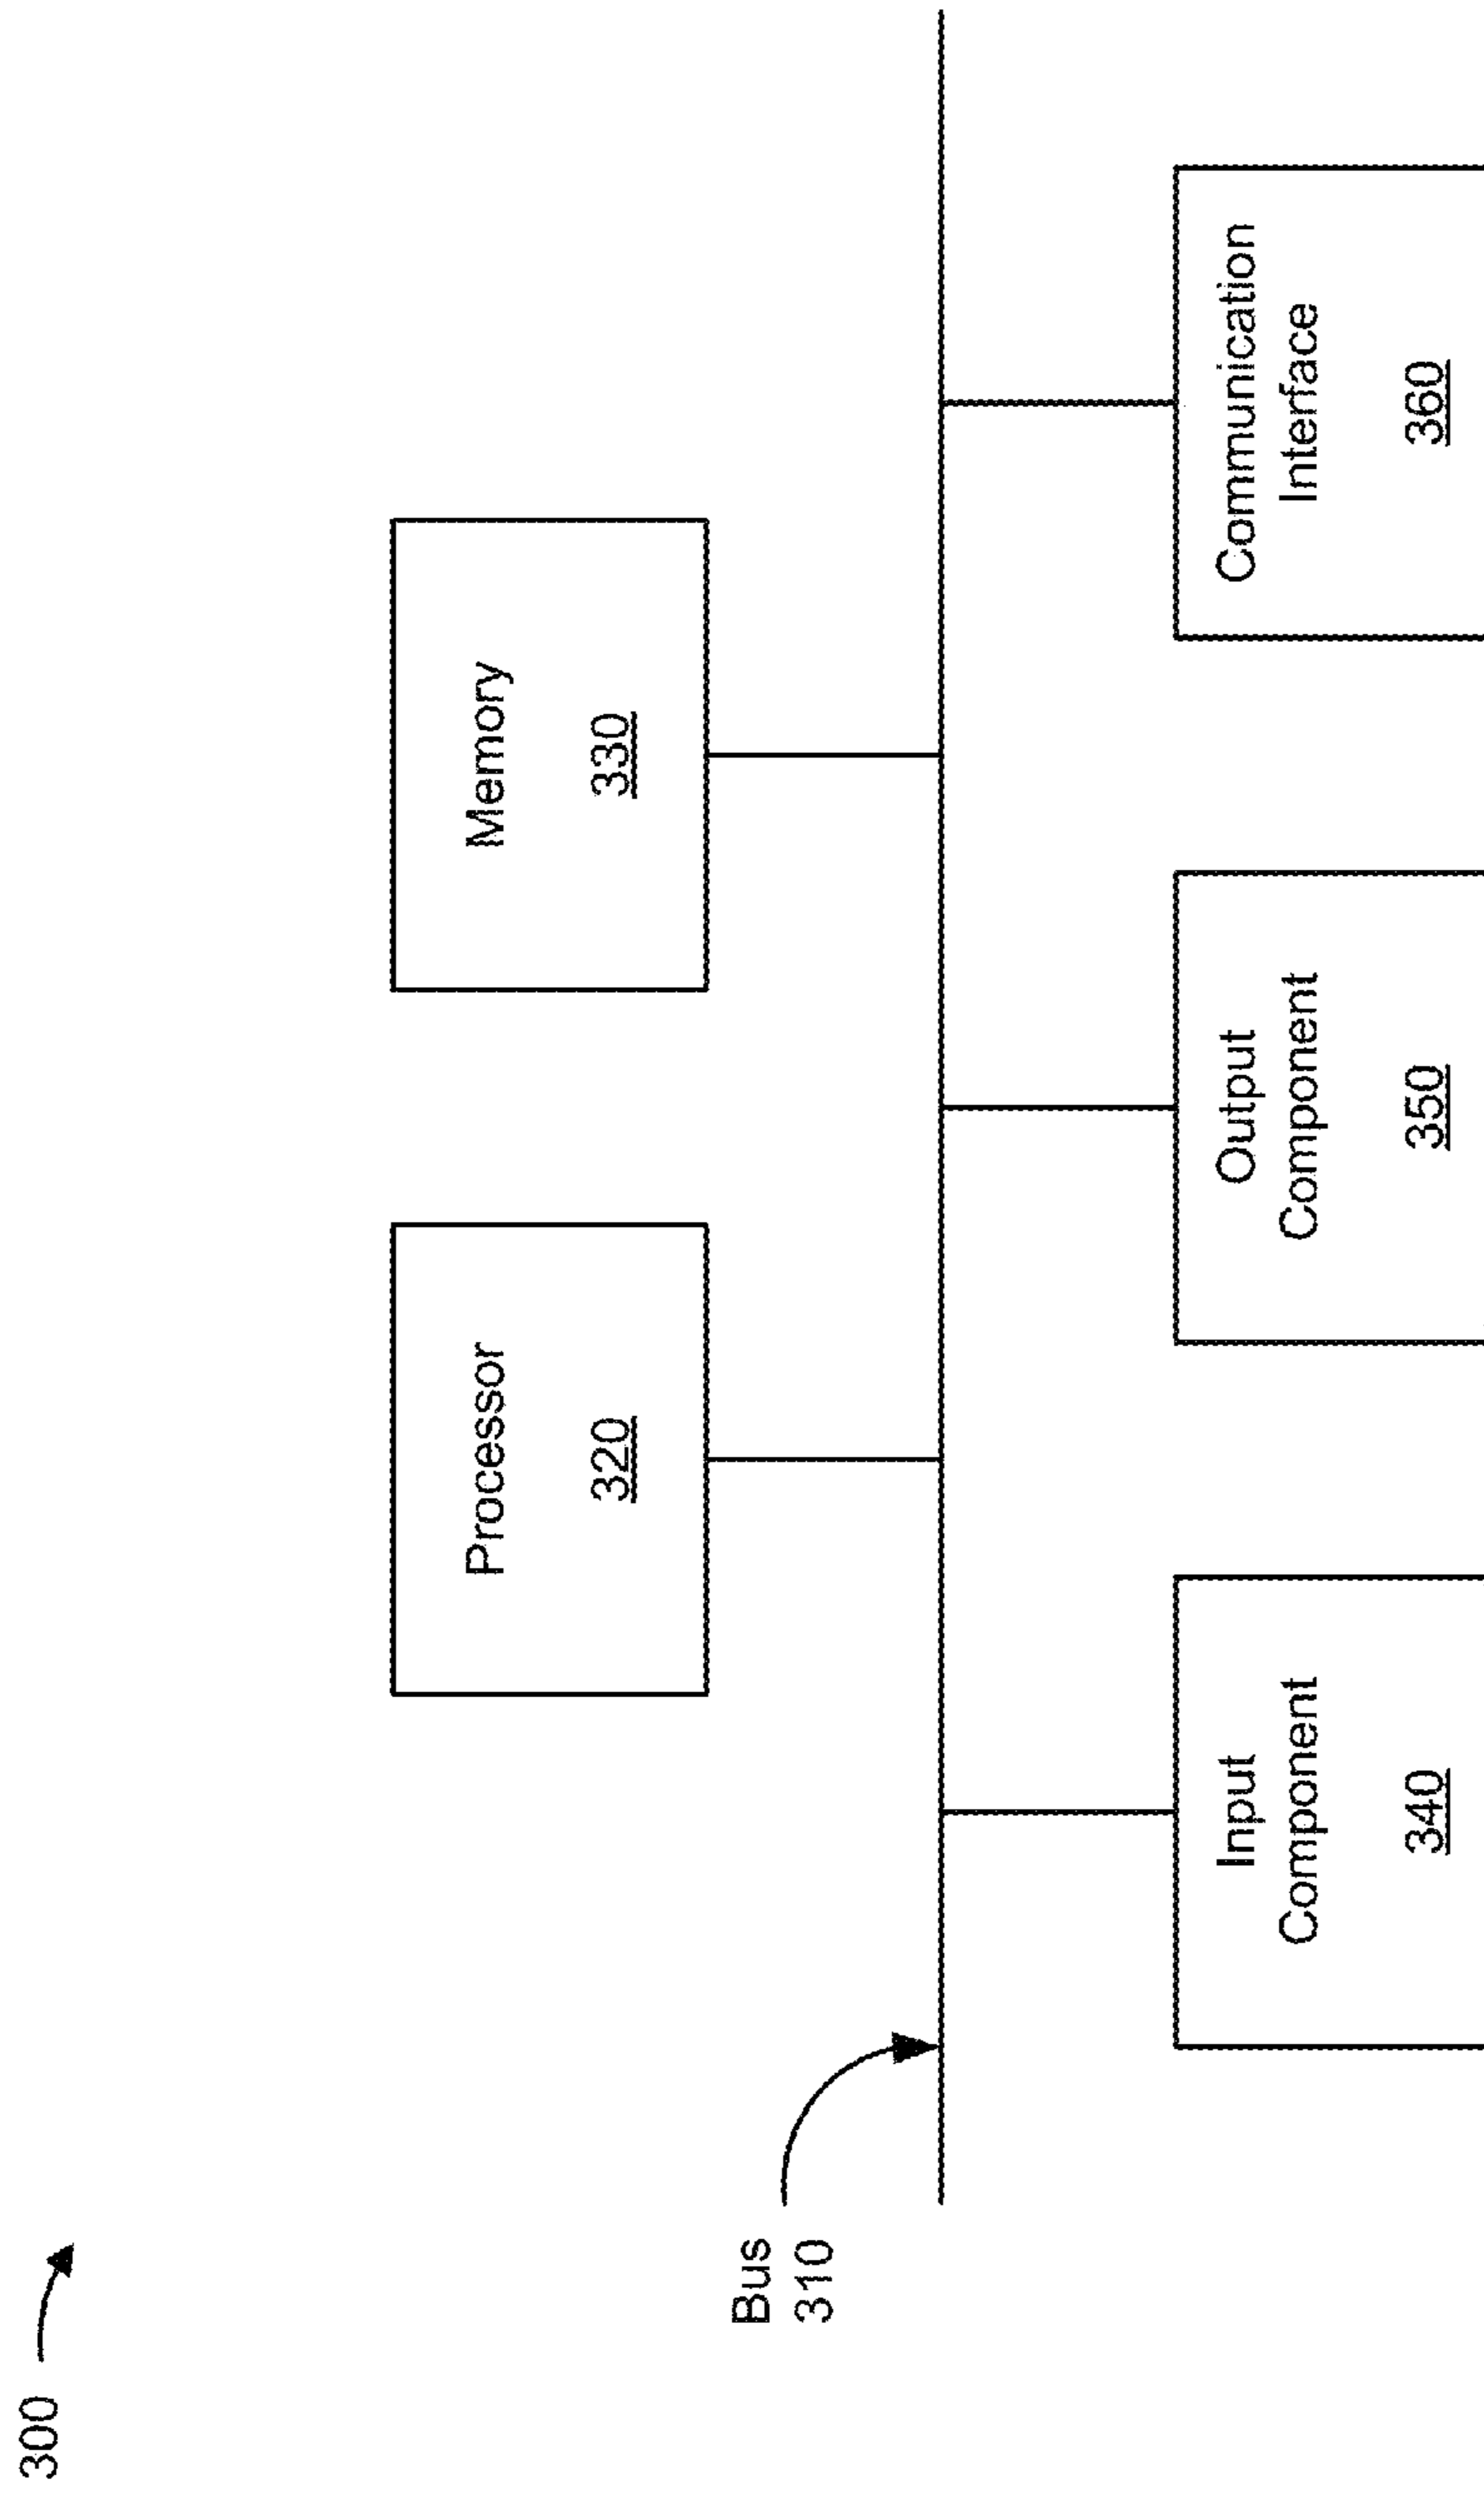 300
Processor
320
Memory
330
Bus
310
Input
Component
340
Output
Component
350
Communication
Interface
360